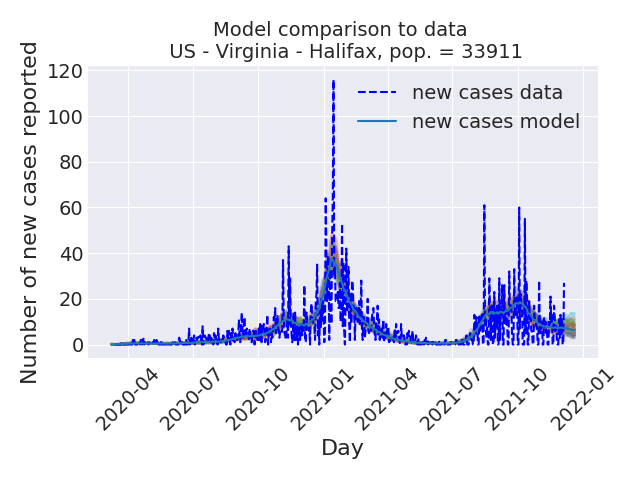 Model comparison to data
US - Virginia - Halifax, pop. = 33911
Number of new cases reported
120
100
80
60
40
20
0
new cases data
new cases model
2020-04
2020-07
2020-10
2021-01
2021-04
2021-07
2021-10
2022-01
Day